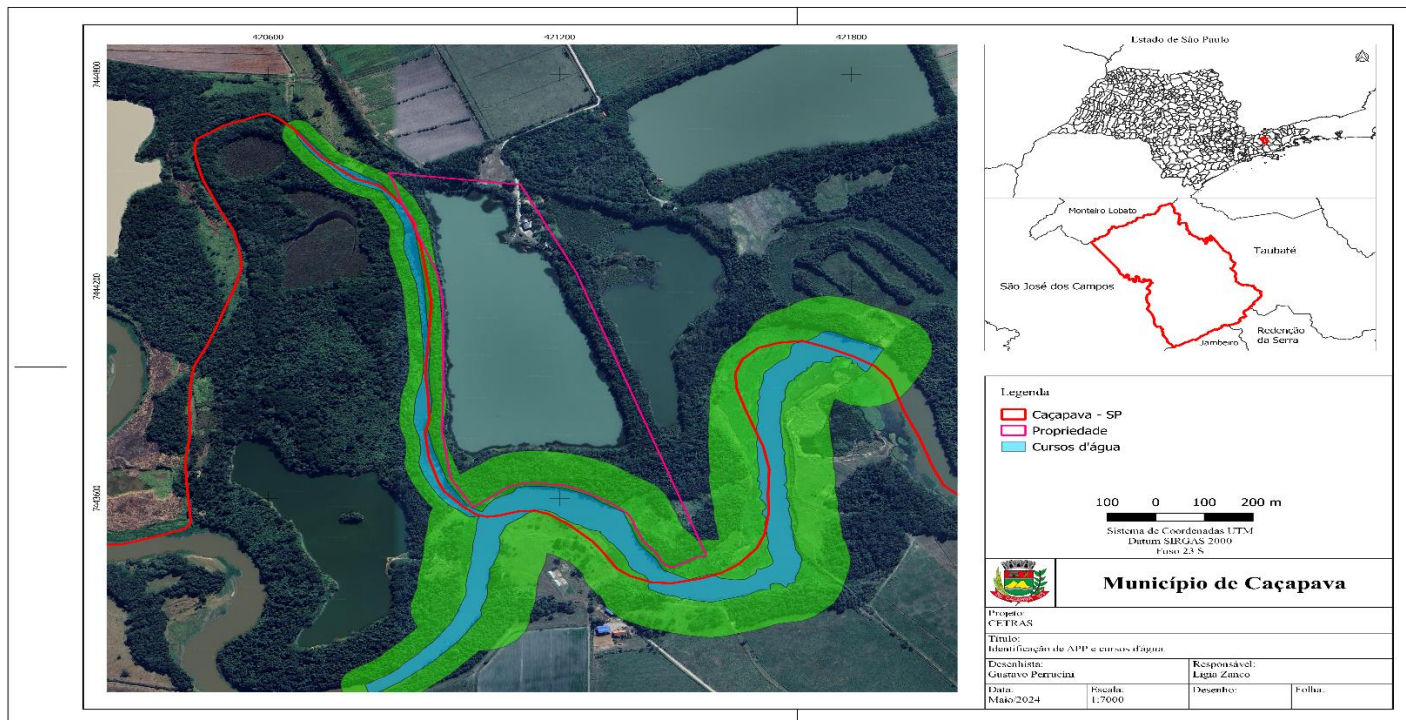 420600
421200
421800
7444800
7444200
7443600
Estado de São Paulo
Monteiro Lobato
Taubaté
São José dos Campos
Redenção
da Serra
Jambeiro
Legenda
Caçapava - SP
Propriedade
Cursos d'água
100 0 100 200 m
Sistema de Coordenadas UTM
Datum SIRGAS 2000
Fuso 23 S
Município de Caçapava
Projeto:
CETRAS
Título:
Identificação de APP e cursos d'água
Desenhista:
Gustavo Perrucini
Responsável:
Ligia Zanco
Data:
Maio/2024
Escala:
1:7000
Desenho:
Folha: